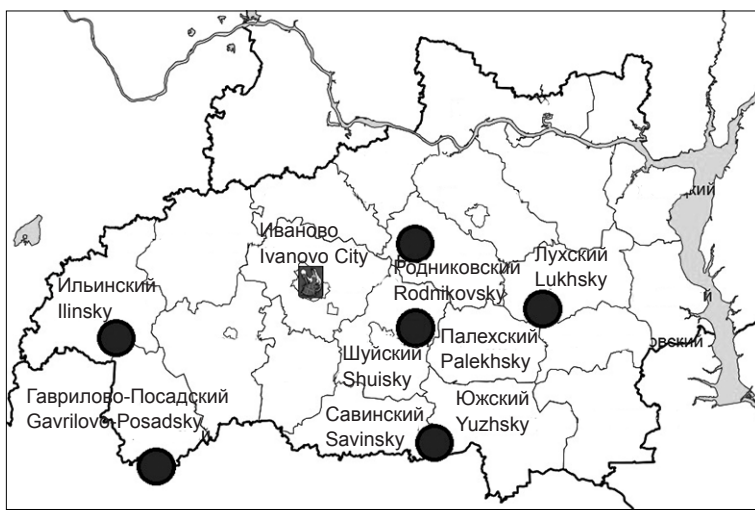 Иваново
Ivanovo City
Родниковский
Rodnikovsky
Лухский
Lukhsky
Ильинский
Ilinsky
Шуйский
Shuisky
Палехский
Palekhsky
Гаврилово-Посадский
Gavrilovo-Posadsky
Савинский
Savinsky
Южский
Yuzhsky